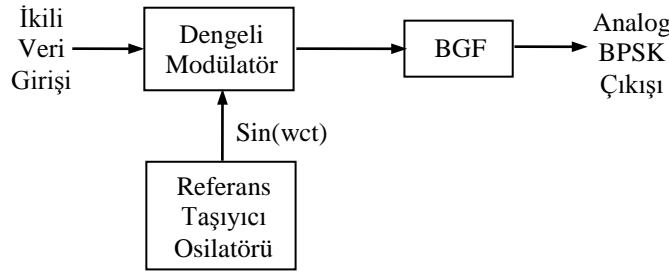 İkili
Veri
Girişi
Dengeli
Modülatör
BGF
Analog
BPSK
Çıkışı
Sin(wct)
Referans
Taşıyıcı
Osilatörü